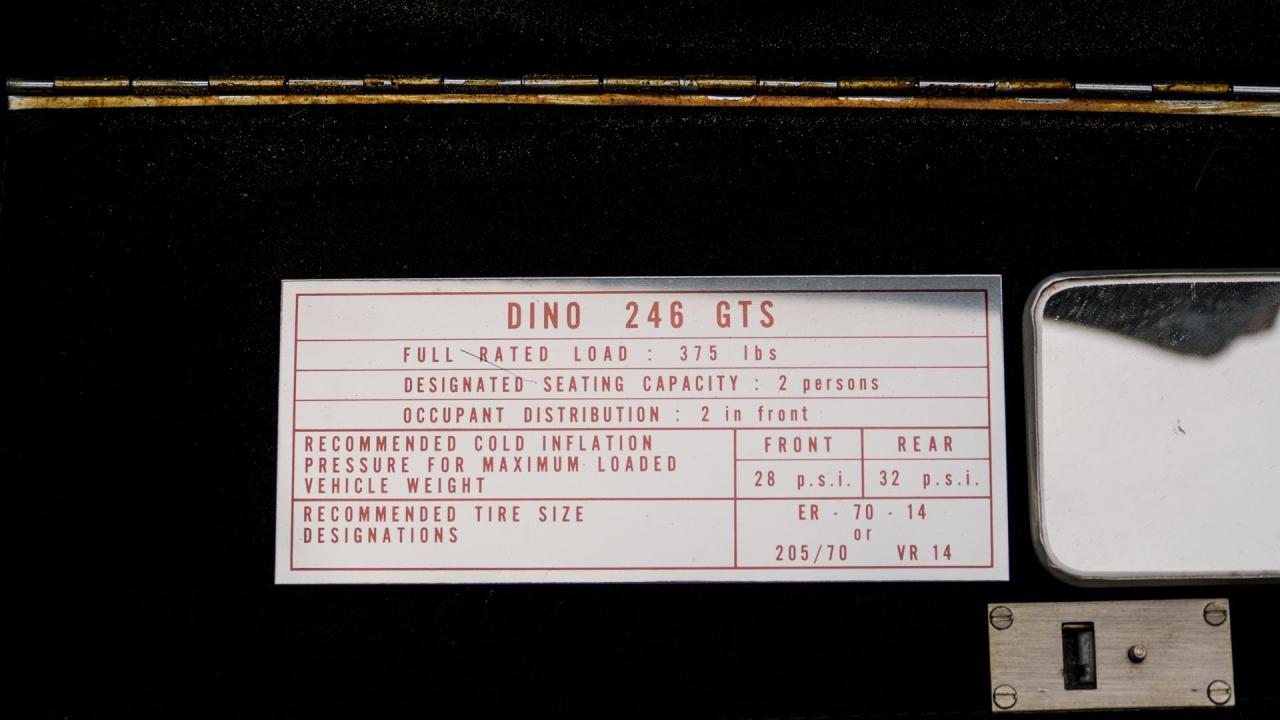 DINO 246 GTS
FULL RATED LOAD : 375 lbs
DESIGNATED SEATING CAPACITY : 2 persons
OCCUPANT DISTRIBUTION : 2 in front
RECOMMENDED COLD INFLATION
PRESSURE FOR MAXIMUM LOADED
VEHICLE WEIGHT
FRONT REAR
28 p.s.i. 32 p.s.i.
RECOMMENDED TIRE SIZE
DESIGNATIONS
ER - 70 - 14
or
205/70 VR 14